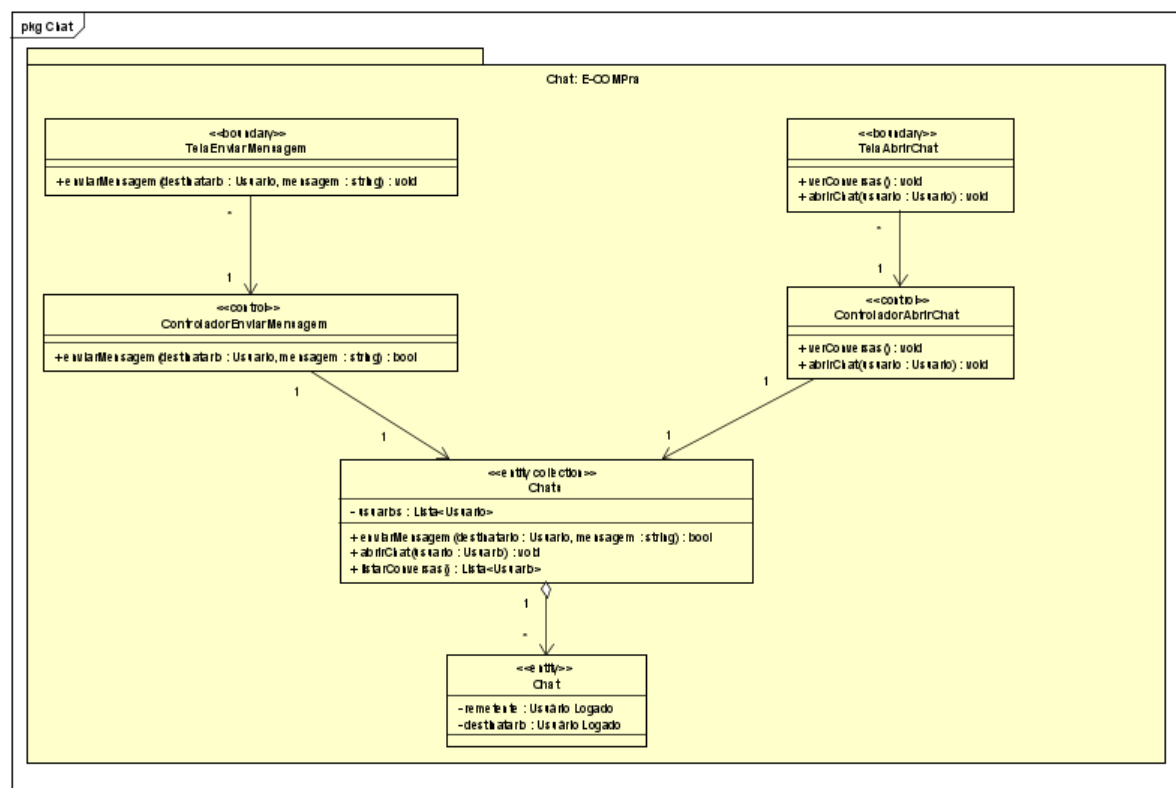 pkg Chat
Chat: E-COMPra
<<boundary>>
TelaEnviarMensagem
+ enviarMensagem(destinatario : Usuario, mensagem : string) : void
<<boundary>>
TelaAbrirChat
+ verConversas() : void
+ abrirChat(usuario : Usuario) : void
*
1
*
1
<<control>>
ControladorEnviarMensagem
+ enviarMensagem(destinatario : Usuario, mensagem : string) : bool
<<control>>
ControladorAbrirChat
+ verConversas() : void
+ abrirChat(usuario : Usuario) : void
1
1
1
1
<<entity collection>>
Chats
- usuarios : Lista<Usuario>
+ enviarMensagem(destinatario : Usuario, mensagem : string) : bool
+ abrirChat(usuario : Usuario) : void
+ listarConversas() : Lista<Usuario>
1
*
<<entity>>
Chat
- remetente : Usuário Logado
- destinatario : Usuário Logado